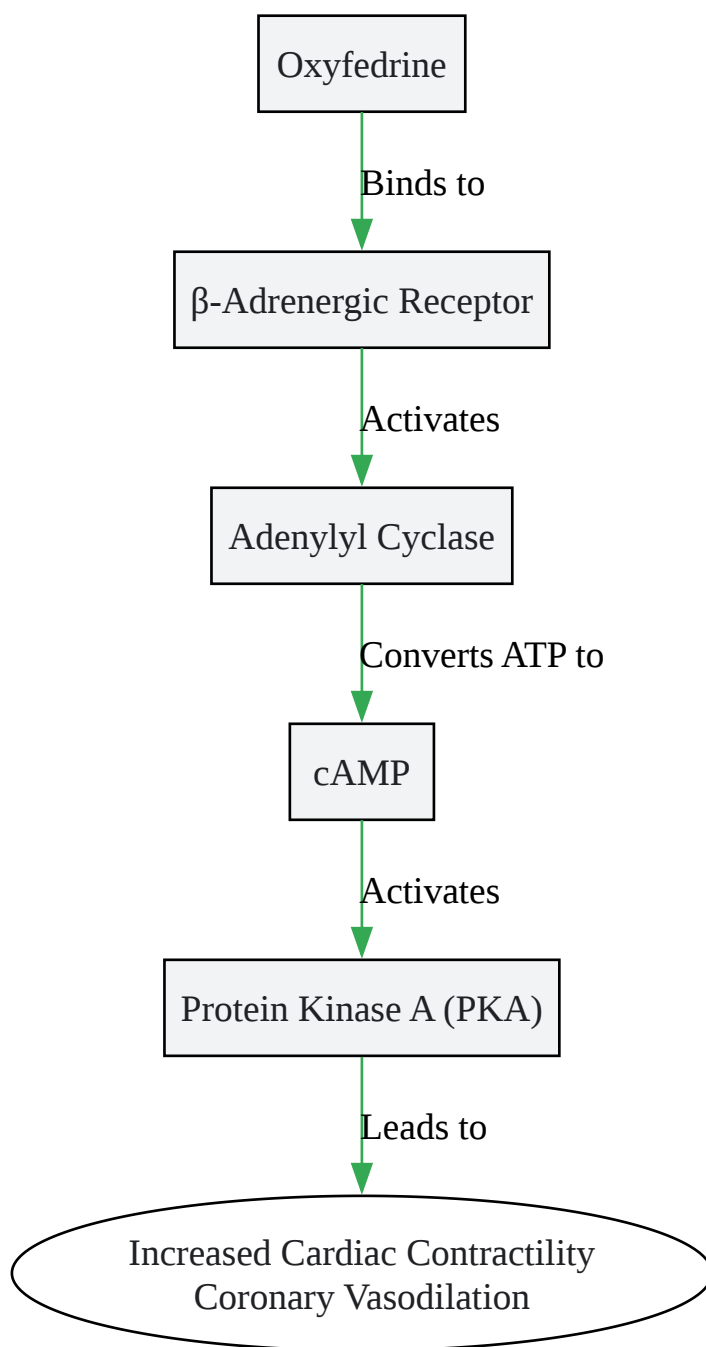 Oxyfedrine
Binds to
β-Adrenergic Receptor
Activates
Adenylyl Cyclase
Converts ATP to
cAMP
Activates
Protein Kinase A (PKA)
Leads to
Increased Cardiac Contractility
Coronary Vasodilation